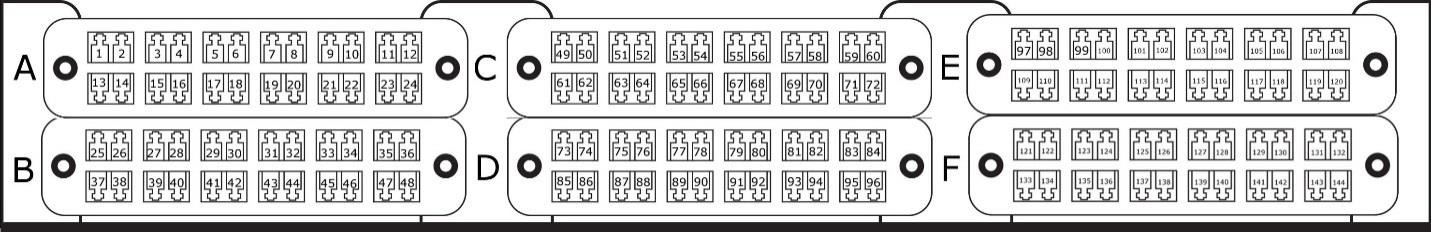 A 1 2 3 4 5 6 7 8 9 10 11 12
13 14 15 16 17 18 19 20 21 22 23 24
B 25 26 27 28 29 30 31 32 33 34 35 36
37 38 39 40 41 42 43 44 45 46 47 48
C 49 50 51 52 53 54 55 56 57 58 59 60
61 62 63 64 65 66 67 68 69 70 71 72
D 73 74 75 76 77 78 79 80 81 82 83 84
85 86 87 88 89 90 91 92 93 94 95 96
E 97 98 99 100 101 102 103 104 105 106 107 108
109 110 111 112 113 114 115 116 117 118 119 120
F 121 122 123 124 125 126 127 128 129 130 131 132
133 134 135 136 137 138 139 140 141 142 143 144